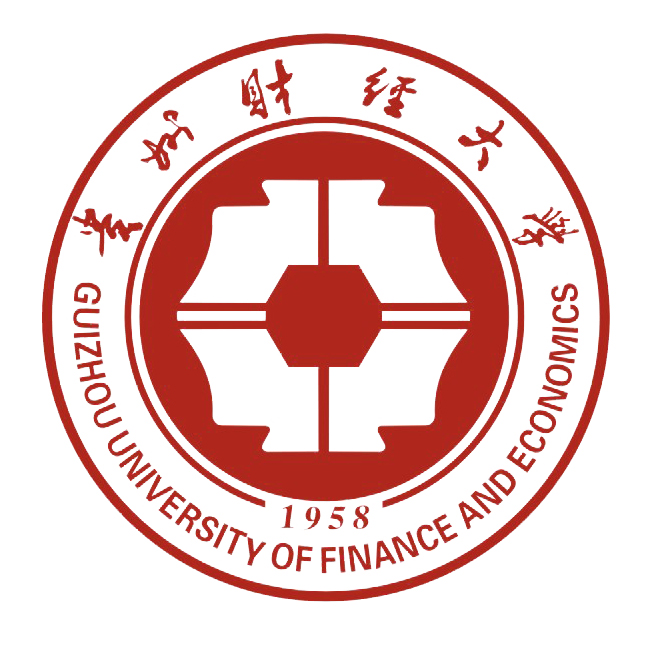 贵州财经大学
1958
GUIZHOU UNIVERSITY OF FINANCE AND ECONOMICS